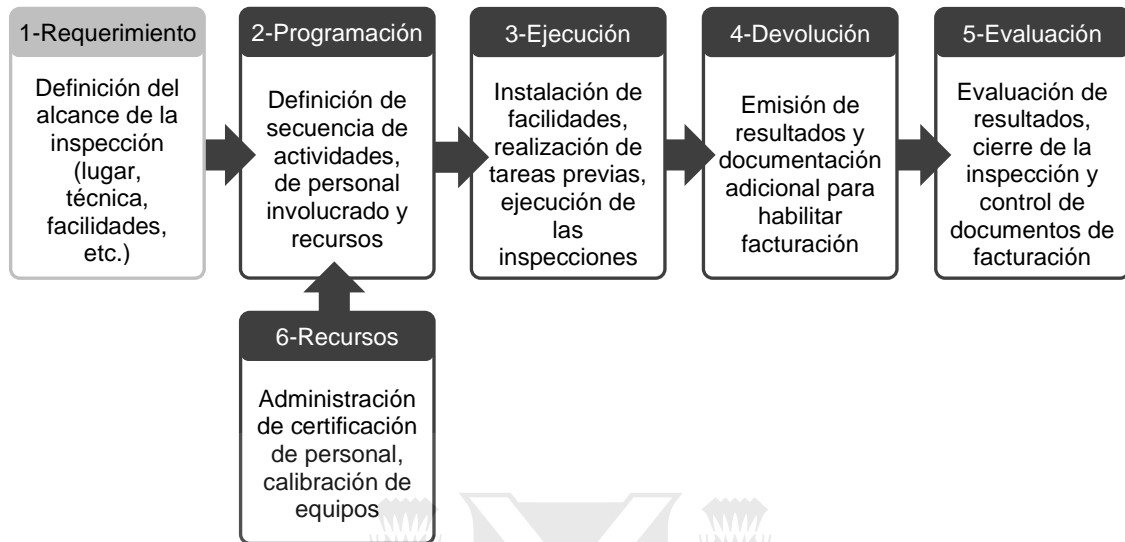 1-Requerimiento
Definición del
alcance de la
inspección
(lugar,
técnica,
facilidades,
etc.)
2-Programación
Definición de
secuencia de
actividades,
de personal
involucrado y
recursos
3-Ejecución
Instalación de
facilidades,
realización de
tareas previas,
ejecución de
las
inspecciones
4-Devolución
Emisión de
resultados y
documentación
adicional para
habilitar
facturación
5-Evaluación
Evaluación de
resultados,
cierre de la
inspección y
control de
documentos de
facturación
6-Recursos
Administración
de certificación
de personal,
calibración de
equipos